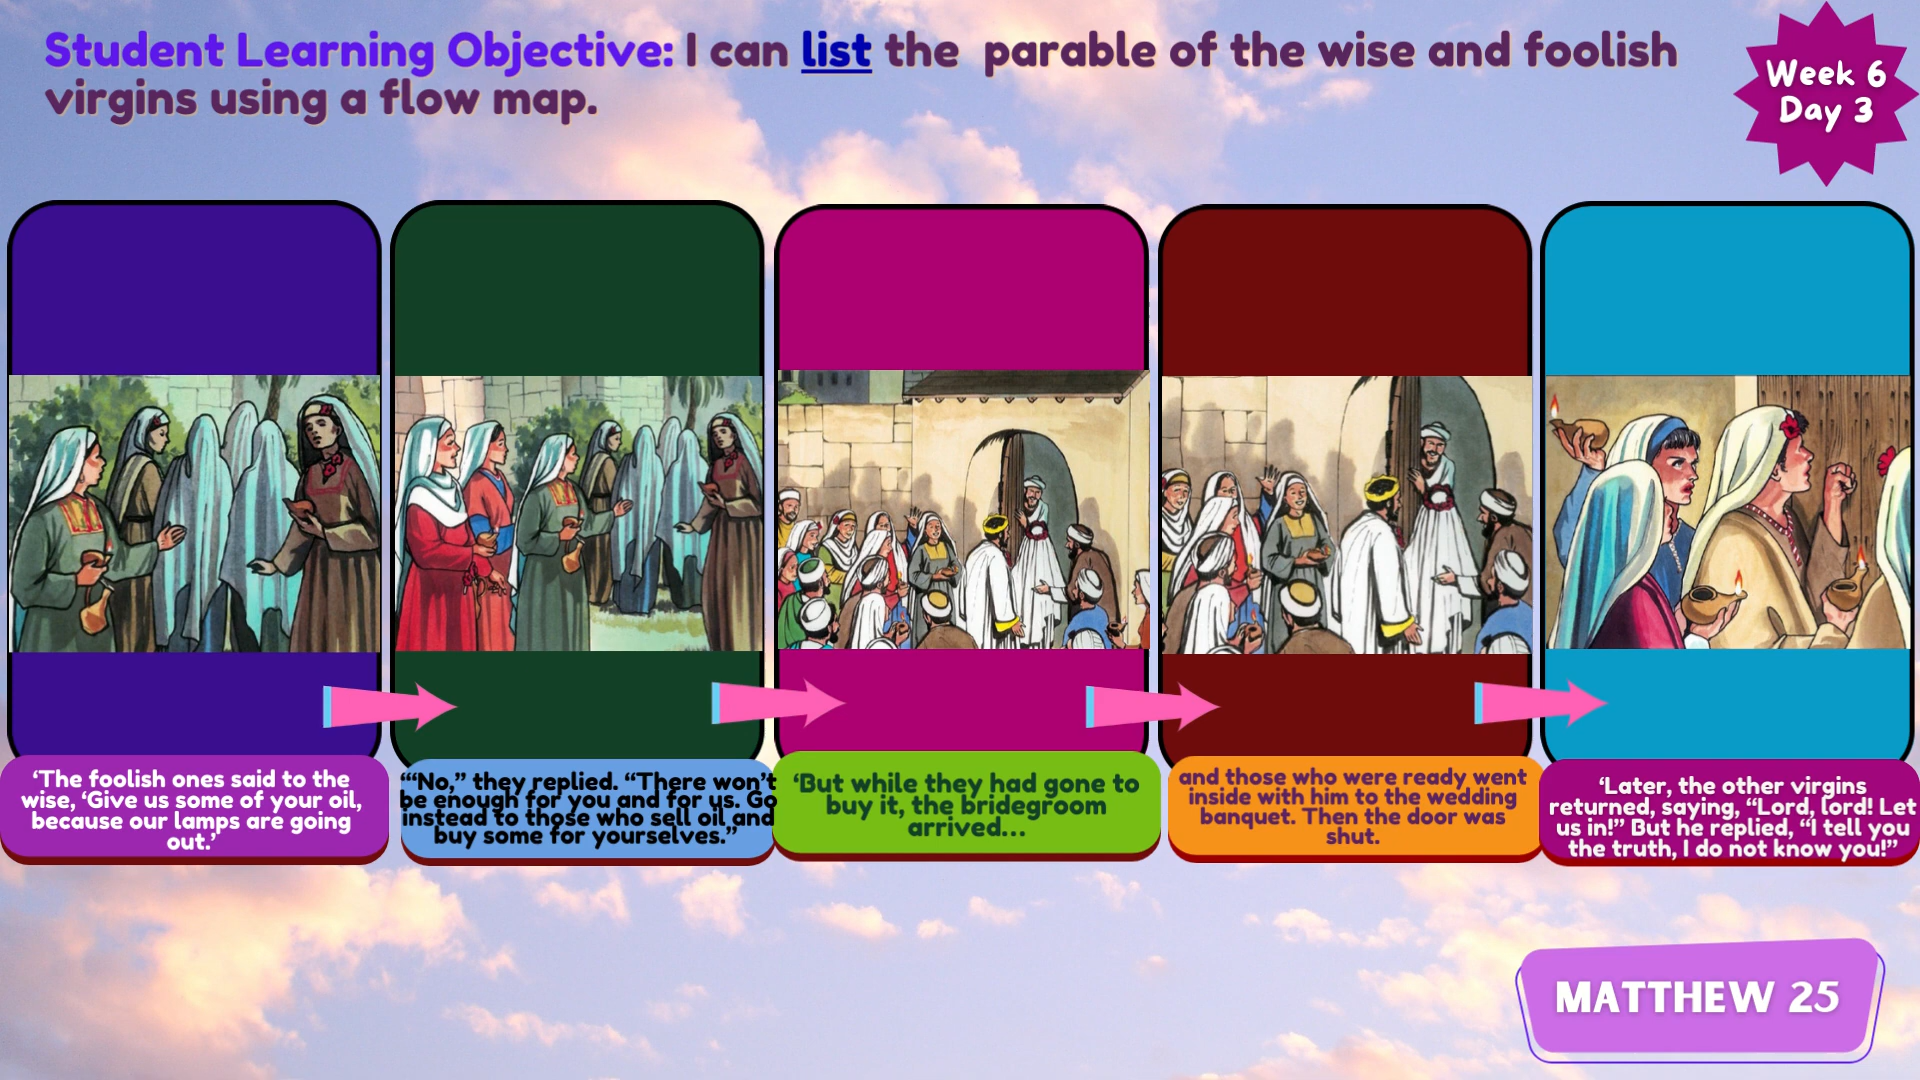 Student Learning Objective: I can list the parable of the wise and foolish
virgins using a flow map.
Week 6
Day 3
‘The foolish ones said to the
wise, ‘Give us some of your oil,
because our lamps are going
out.’
“‘No,” they replied. “There won’t
be enough for you and for us. Go
instead to those who sell oil and
buy some for yourselves.”
‘But while they had gone to
buy it, the bridegroom
arrived...
and those who were ready went
inside with him to the wedding
banquet. Then the door was
shut.
‘Later, the other virgins
returned, saying, “Lord, lord! Let
us in!” But he replied, “I tell you
the truth, I do not know you!”
MATTHEW 25